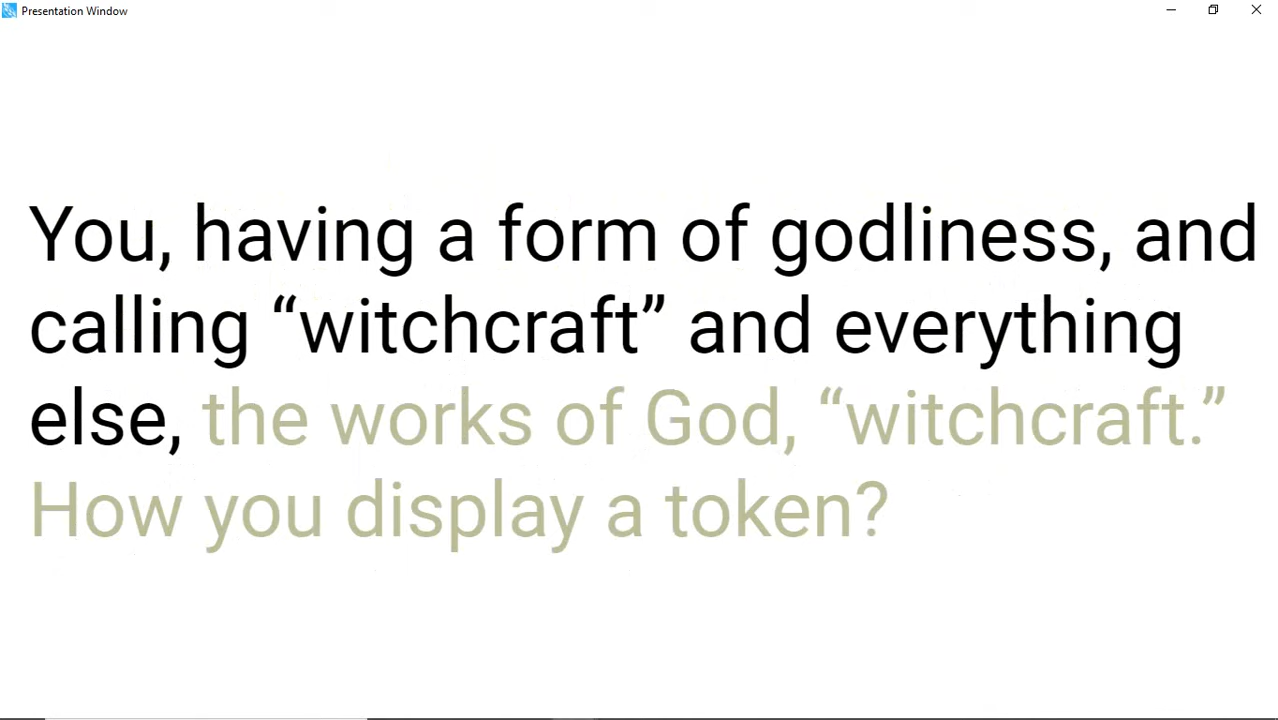 Presentation Window
You, having a form of godliness, and
calling “witchcraft” and everything
else, the works of God, “witchcraft.”
How you display a token?